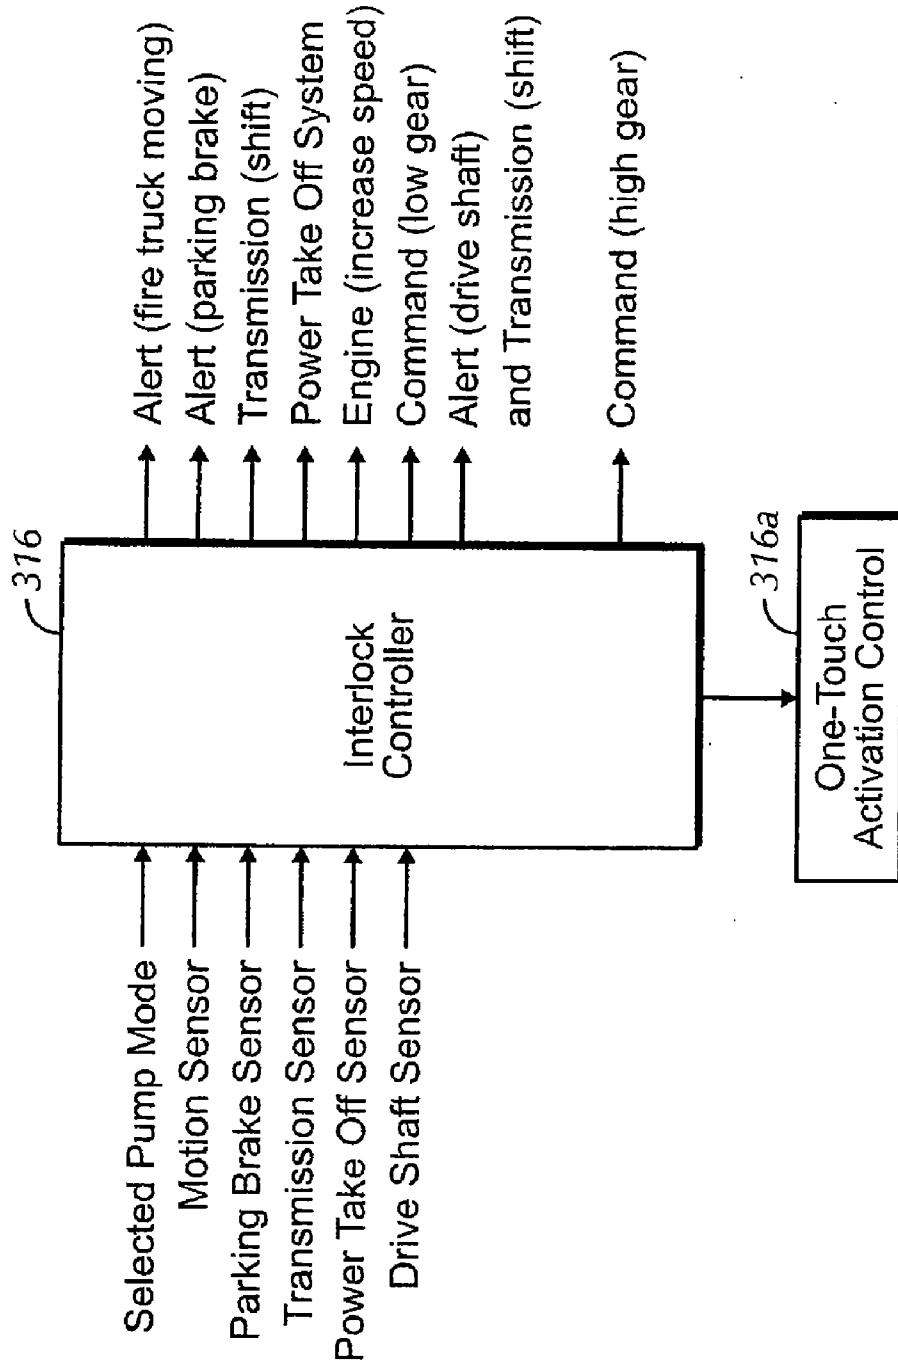 316
Selected Pump Mode
Motion Sensor
Parking Brake Sensor
Transmission Sensor
Power Take Off Sensor
Drive Shaft Sensor
Interlock
Controller
Alert (fire truck moving)
Alert (parking brake)
Transmission (shift)
Power Take Off System
Engine (increase speed)
Command (low gear)
Alert (drive shaft)
and Transmission (shift)
Command (high gear)
316a
One-Touch
Activation Control